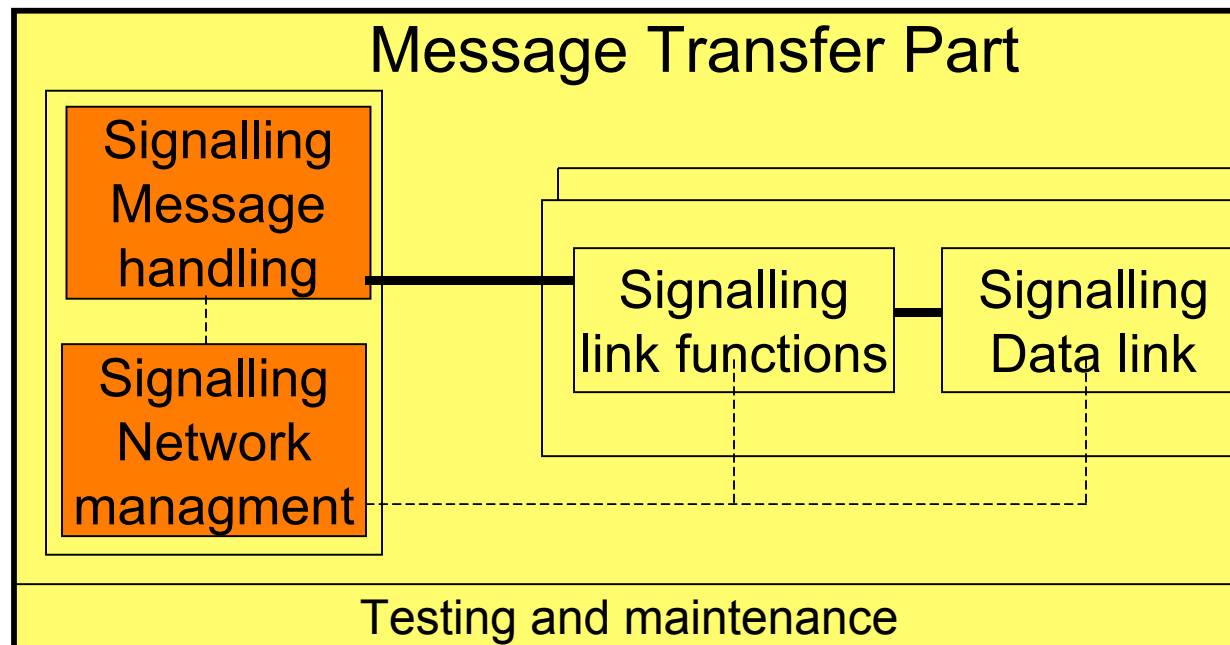 Message Transfer Part
Signalling
Message
handling
Signalling
link functions
Signalling
Data link
Signalling
Network
managment
Testing and maintenance